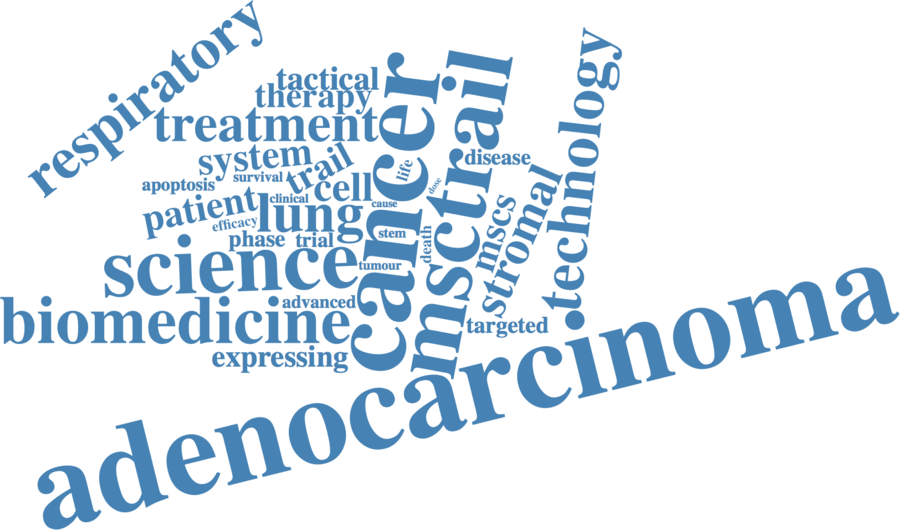 respiratory
tactical
therapy
treatment
system
trail
survival
apoptosis
cell
clinical
patient
lung
efficacy
phase
trial
science
biomedicine
advanced
expressing
cancer
life
dose
cause
stem
death
tumour
msctrail
disease
mscs
stromal
technology
targeted
adenocarcinoma